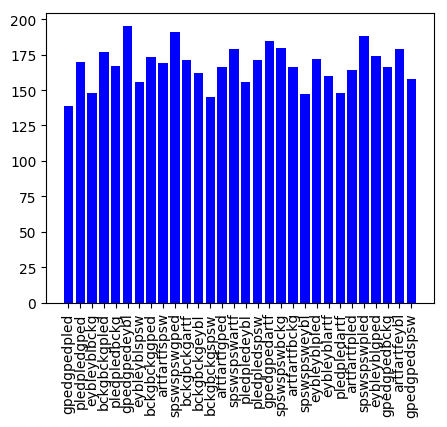 200
175
150
125
100
75
50
25
0
gpedgpedpled
pledpledgped
eybleyblbckg
bckgbckgpled
pledpledbckg
gpedgpedeybl
eybleyblspsw
bckgbckggped
artfartfspsw
spswspswgped
bckgbckgartf
bckgbckgeybl
bckgbckgspsw
artfartfgped
spswspswartf
pledpledeybl
pledpledspsw
gpedgpedartf
spswspswbckg
artfartfbckg
spswspsweybl
eybleyblpled
eybleyblartf
pledpledartf
artfartfpled
spswspswpled
eybleyblgped
gpedgpedbckg
artfartfeybl
gpedgpedspsw